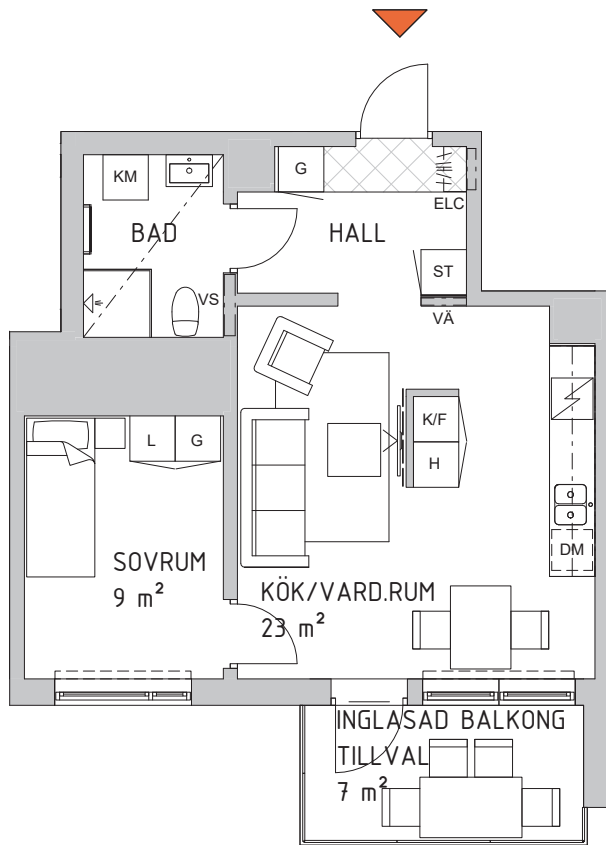 KM
G
BAD
HALL
ELC
ST
VS
VÄ
K/F
L
G
H
DM
SOVRUM
9 m²
KÖK/VARD.RUM
23 m²
INGLASAD BALKONG
TILLVAL
7 m²